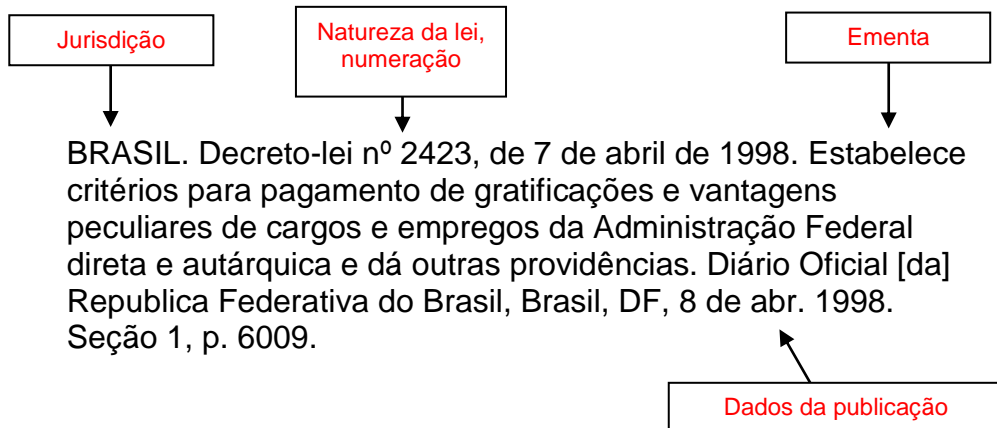 Jurisdição
Natureza da lei,
numeração
Ementa
BRASIL. Decreto-lei nº 2423, de 7 de abril de 1998. Estabelece
critérios para pagamento de gratificações e vantagens
peculiares de cargos e empregos da Administração Federal
direta e autárquica e dá outras providências. Diário Oficial [da]
Republica Federativa do Brasil, Brasil, DF, 8 de abr. 1998.
Seção 1, p. 6009.
Dados da publicação